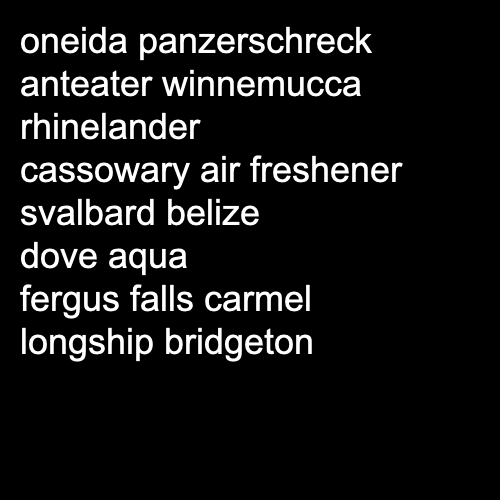 oneida panzerschreck
anteater winnemucca
rhinelander
cassowary air freshener
svalbard belize
dove aqua
fergus falls carmel
longship bridgeton